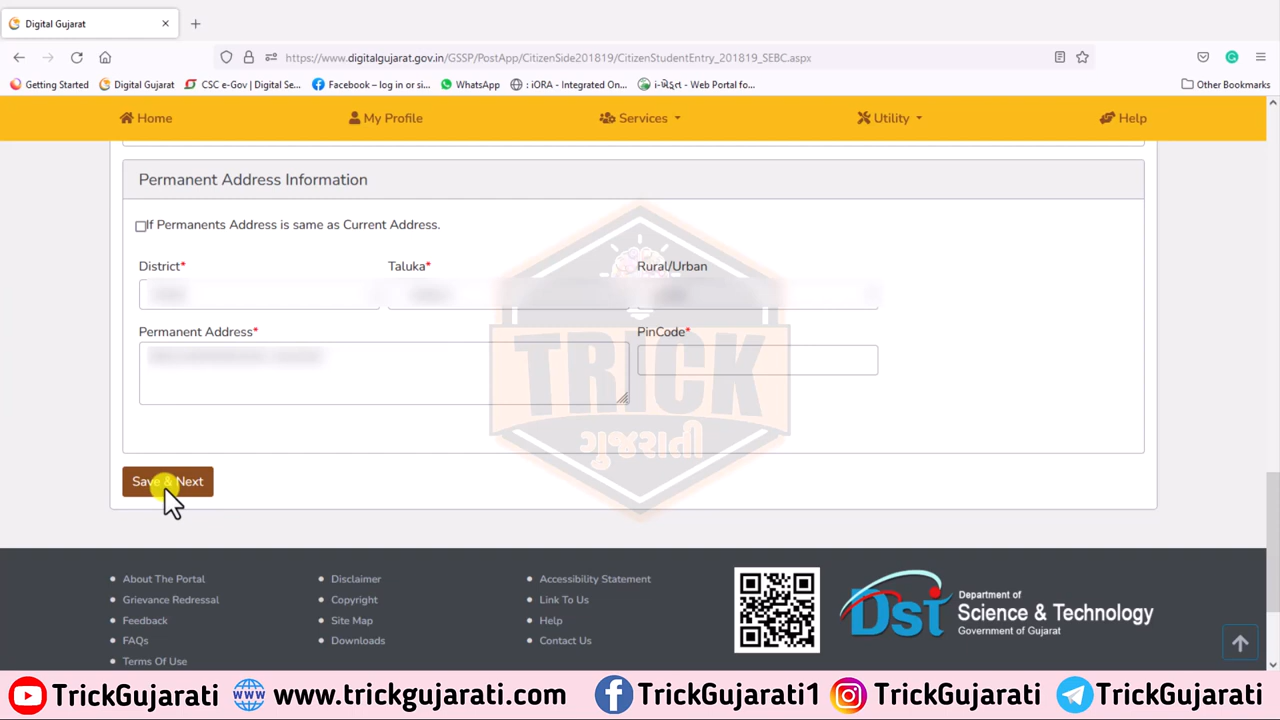 Digital Gujarat
https://www.digitalgujarat.gov.in/GSSP/PostApp/CitizenSide201819/CitizenStudentEntry_201819_SEBC.aspx
Getting Started Digital Gujarat CSC e-Gov | Digital Se... Facebook – log in or si... WhatsApp : iORA - Integrated On... i-ખેડૂત - Web Portal fo... Other Bookmarks
Home My Profile Services Utility Help
Permanent Address Information
If Permanents Address is same as Current Address.
District* Taluka* Rural/Urban
Permanent Address* PinCode*
TRICK
ગુજરાતી
Save & Next
About The Portal Disclaimer Accessibility Statement
Grievance Redressal Copyright Link To Us
Feedback Site Map Help
FAQs Downloads Contact Us
Terms Of Use
DST Department of
Science & Technology
Government of Gujarat
TrickGujarati www.trickgujarati.com TrickGujarati1 TrickGujarati TrickGujarati